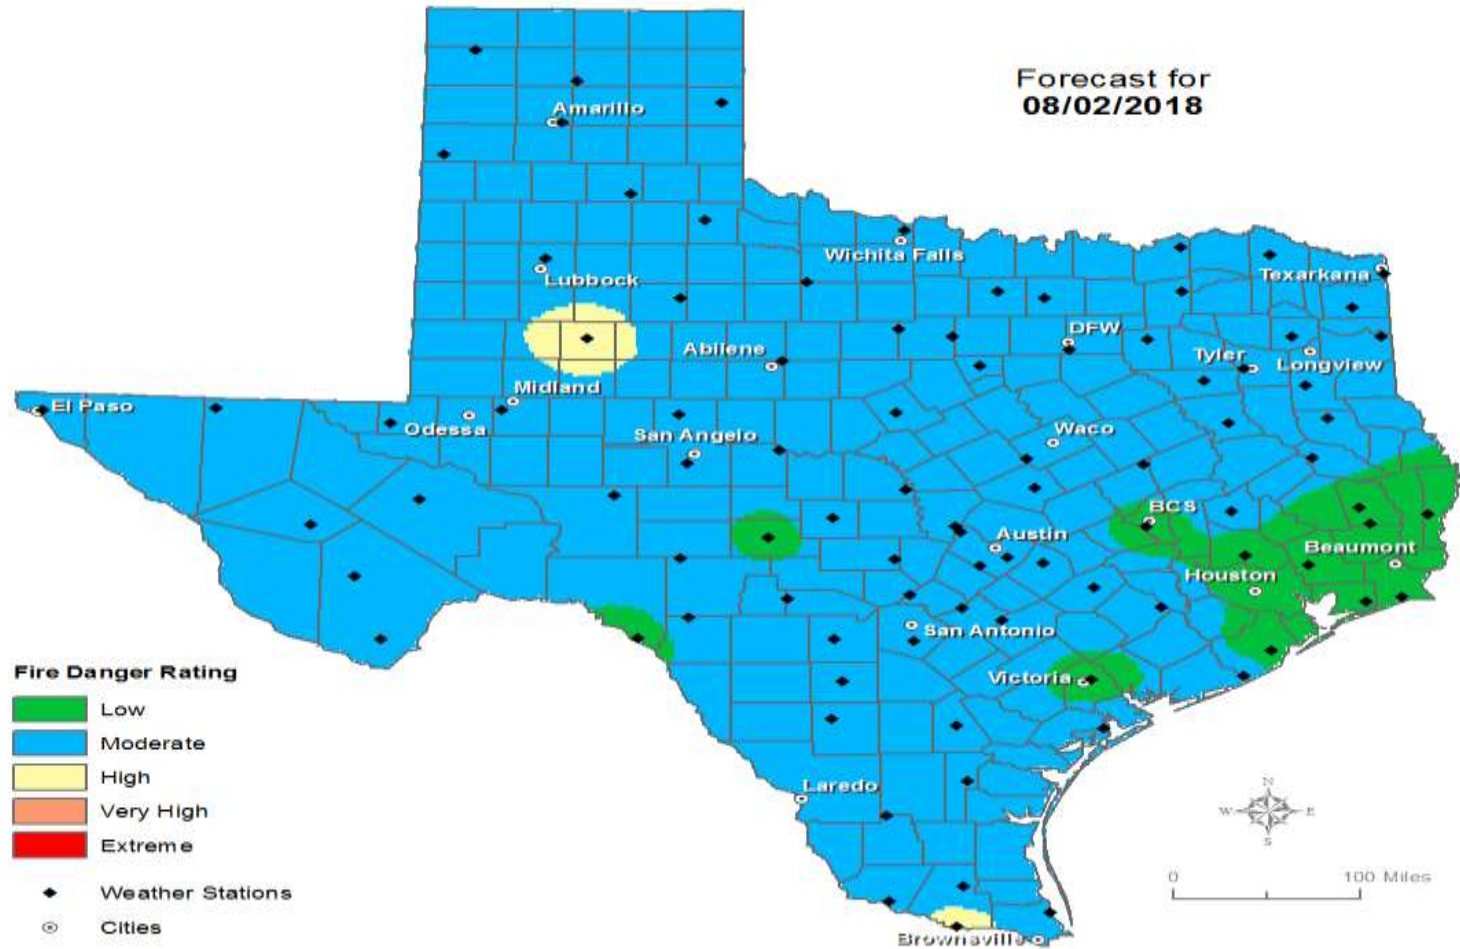 Forecast for
08/02/2018
Amarillo
Wichita Falls
Lubbock
Texarkana
DFW
Abilene
Tyler
Longview
Midland
El Paso
Odessa
San Angelo
Waco
BCS
Austin
Beaumont
Houston
San Antonio
Victoria
Laredo
Brownsville
Fire Danger Rating
Low
Moderate
High
Very High
Extreme
Weather Stations
Cities
N
W E
S
0 100 Miles